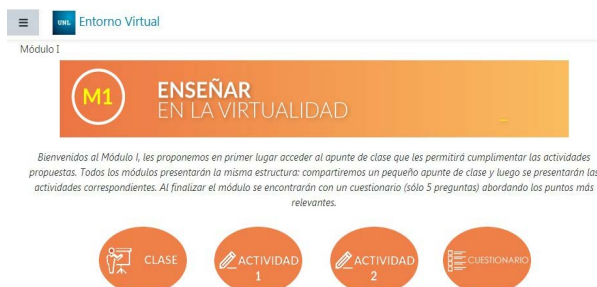 UNL Entorno Virtual
Módulo I
M1
ENSEÑAR
EN LA VIRTUALIDAD
Bienvenidos al Módulo I, les proponemos en primer lugar acceder al apunte de clase que les permitirá cumplimentar las actividades
propuestas. Todos los módulos presentarán la misma estructura: compartiremos un pequeño apunte de clase y luego se presentarán las
actividades correspondientes. Al finalizar el módulo se encontrarán con un cuestionario (sólo 5 preguntas) abordando los puntos más
relevantes.
CLASE
ACTIVIDAD
1
ACTIVIDAD
2
CUESTIONARIO